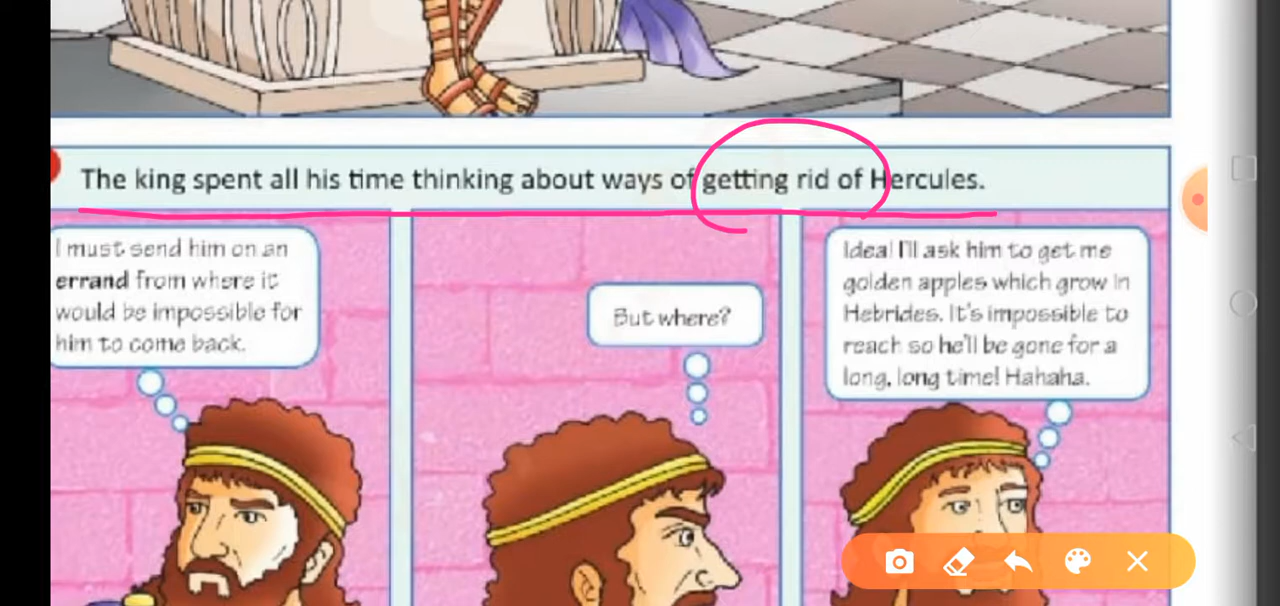 The king spent all his time thinking about ways of getting rid of Hercules.
I must send him on an
errand from where it
would be impossible for
him to come back.
But where?
Idea! I'll ask him to get me
golden apples which grow in
Hebrides. It's impossible to
reach so he'll be gone for a
long, long time! Hahaha.